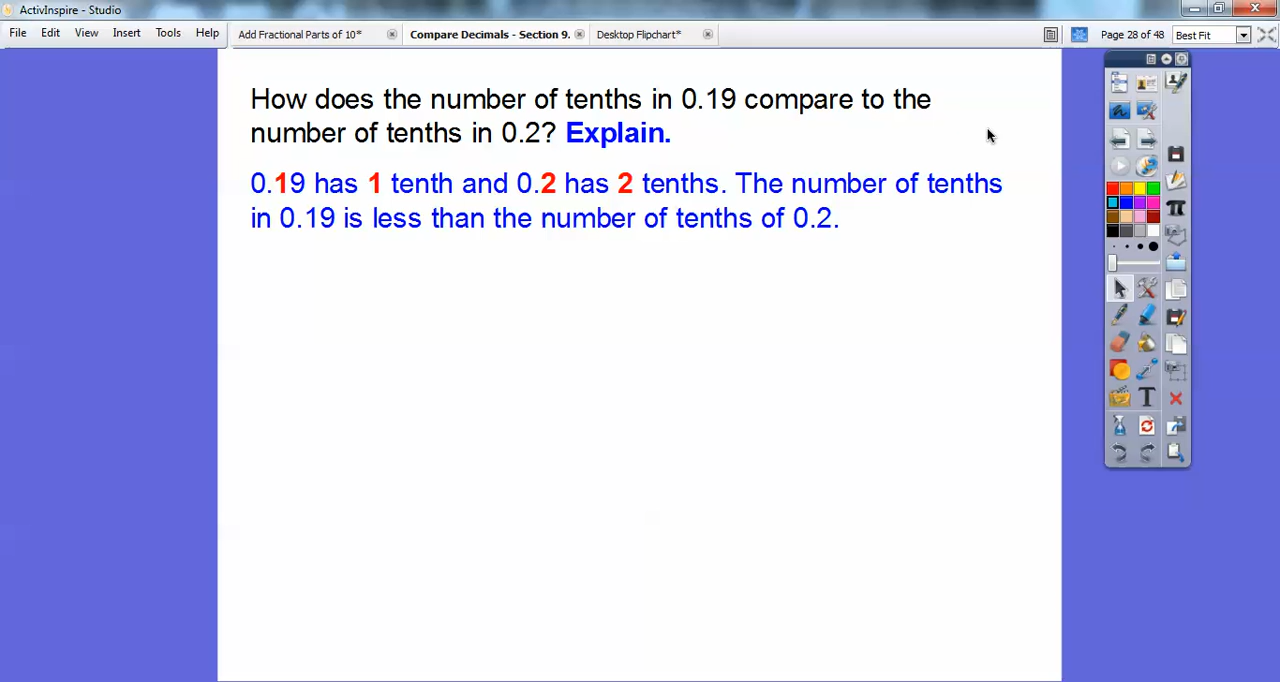 ActivInspire - Studio
File Edit View Insert Tools Help
Add Fractional Parts of 10* Compare Decimals - Section 9. Desktop Flipchart* Page 28 of 48 Best Fit
How does the number of tenths in 0.19 compare to the
number of tenths in 0.2? Explain.
0.19 has 1 tenth and 0.2 has 2 tenths. The number of tenths
in 0.19 is less than the number of tenths of 0.2.